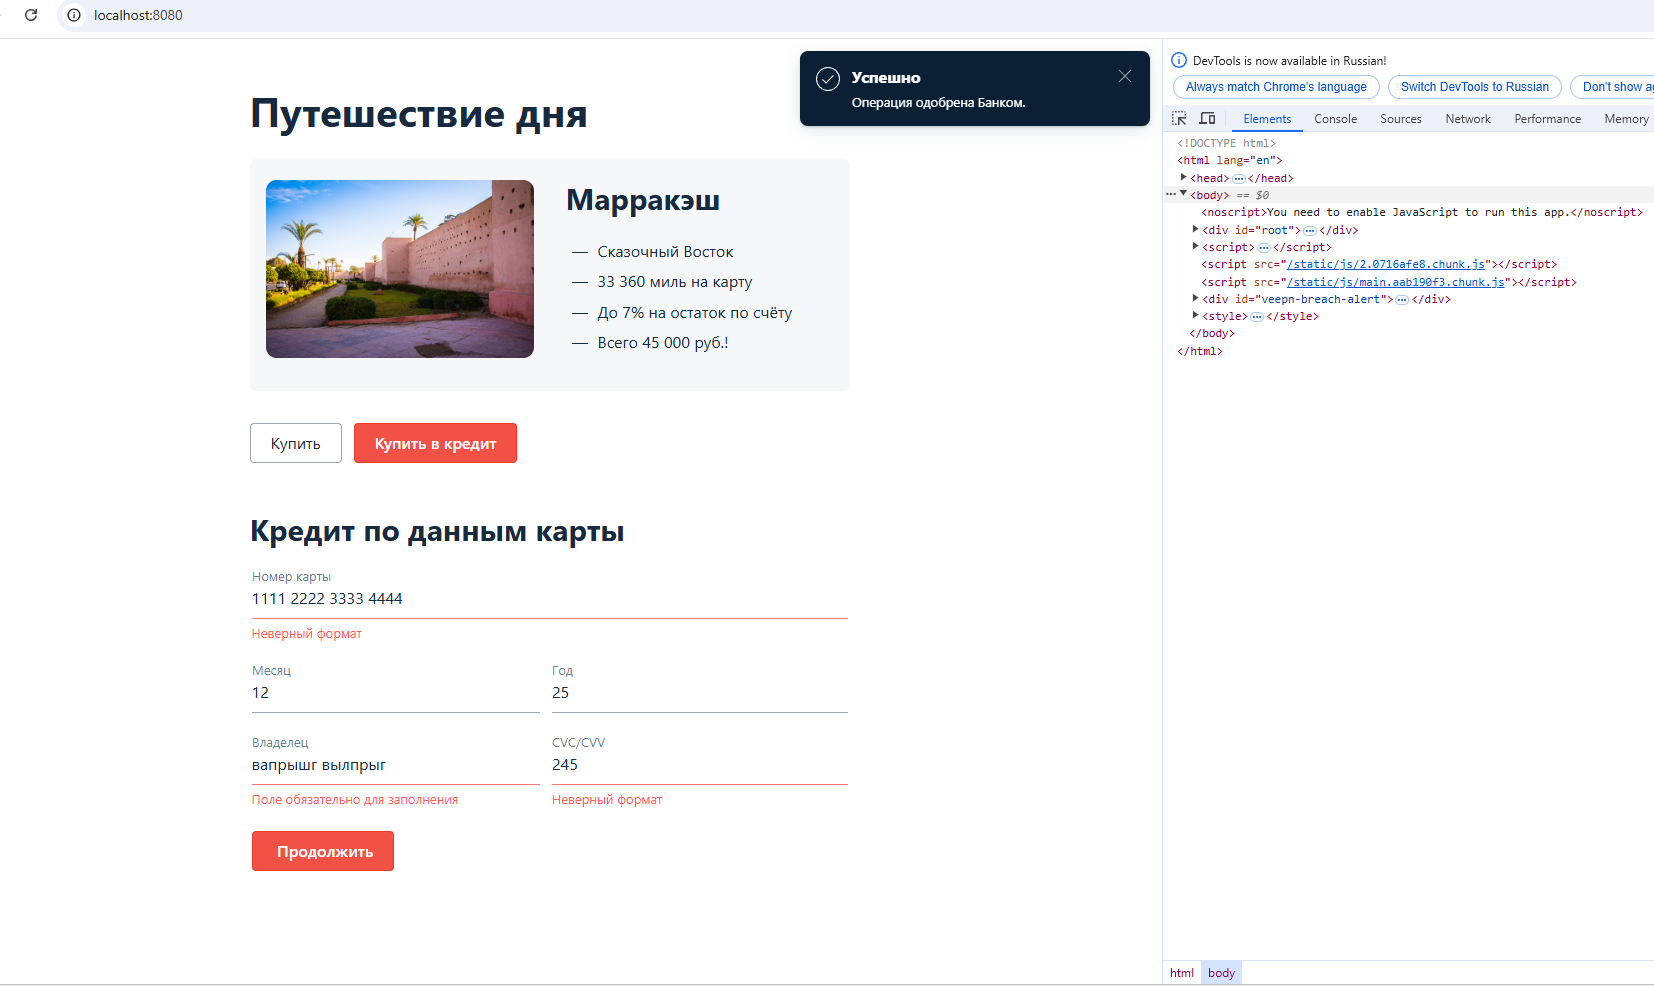 localhost:8080
Успешно
Операция одобрена Банком.
Путешествие дня
Марракэш
— Сказочный Восток
— 33 360 миль на карту
— До 7% на остаток по счёту
— Всего 45 000 руб.!
Купить
Купить в кредит
Кредит по данным карты
Номер карты
1111 2222 3333 4444
Неверный формат
Месяц
12
Год
25
Владелец
вапрышг вылпрыг
Поле обязательно для заполнения
CVC/CVV
245
Неверный формат
Продолжить
DevTools is now available in Russian!
Always match Chrome's language
Switch DevTools to Russian
Don't show ag
Elements
Console
Sources
Network
Performance
Memory
<!DOCTYPE html>
<html lang="en">
<head>…</head>
<body> == $0
<noscript>You need to enable JavaScript to run this app.</noscript>
<div id="root">…</div>
<script>…</script>
<script src="/static/js/2.0716afe8.chunk.js"></script>
<script src="/static/js/main.aab190f3.chunk.js"></script>
<div id="veepn-breach-alert">…</div>
<style>…</style>
</body>
</html>
html
body